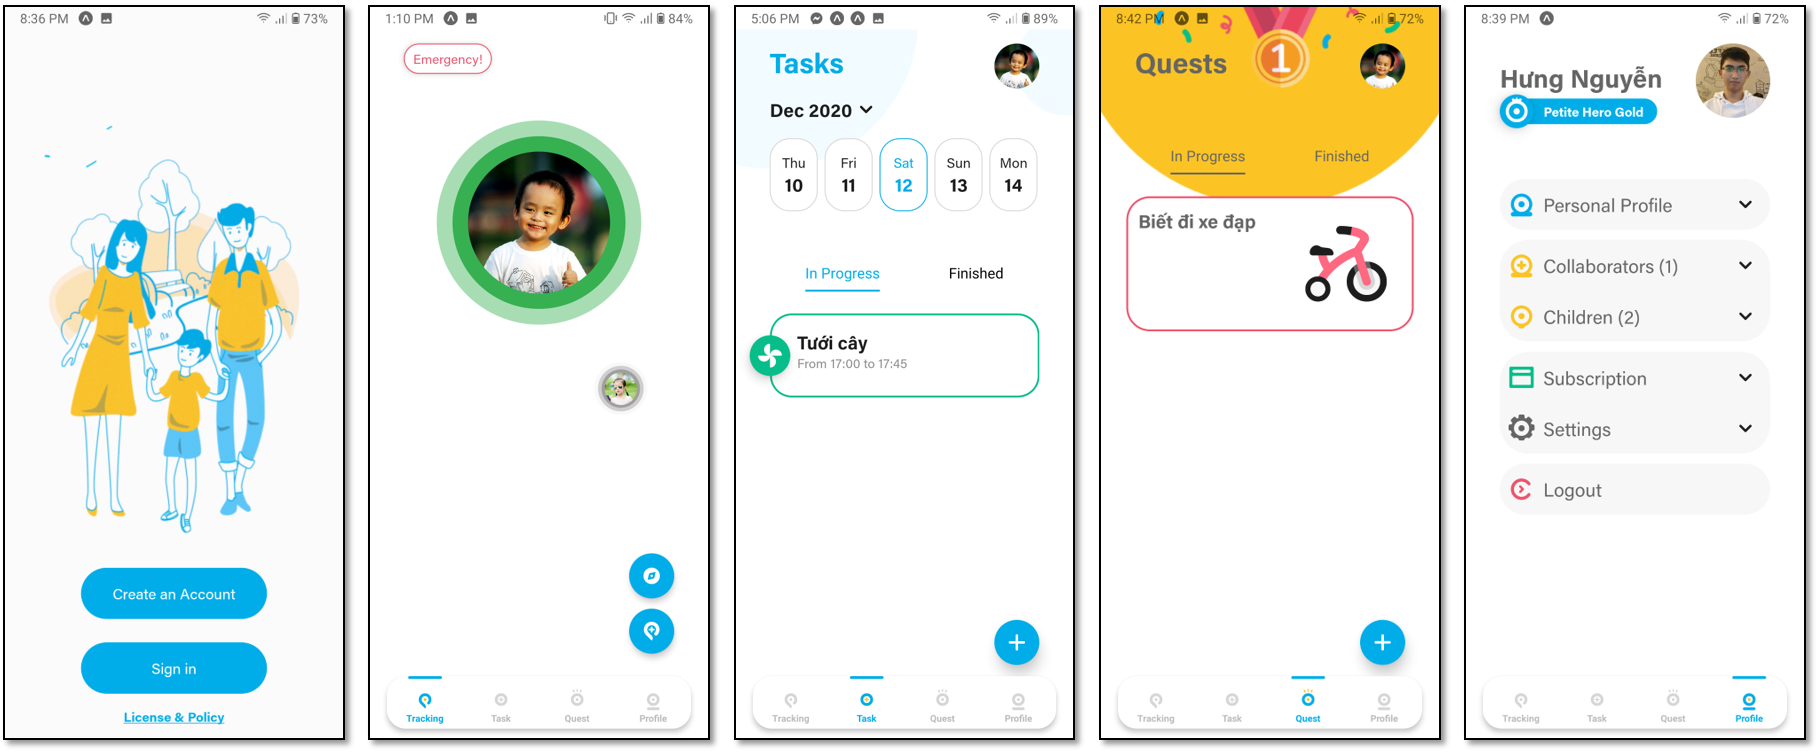 8:36 PM
73%
Create an Account
Sign in
License & Policy
1:10 PM
84%
Emergency!
Tracking
Task
Quest
Profile
5:06 PM
89%
Tasks
Dec 2020
Thu Fri Sat Sun Mon
10 11 12 13 14
In Progress Finished
Tưới cây
From 17:00 to 17:45
Tracking
Task
Quest
Profile
8:42 PM
72%
Quests
1
In Progress Finished
Biết đi xe đạp
Tracking
Task
Quest
Profile
8:39 PM
72%
Hưng Nguyễn
Petite Hero Gold
Personal Profile
Collaborators (1)
Children (2)
Subscription
Settings
Logout
Tracking
Task
Quest
Profile